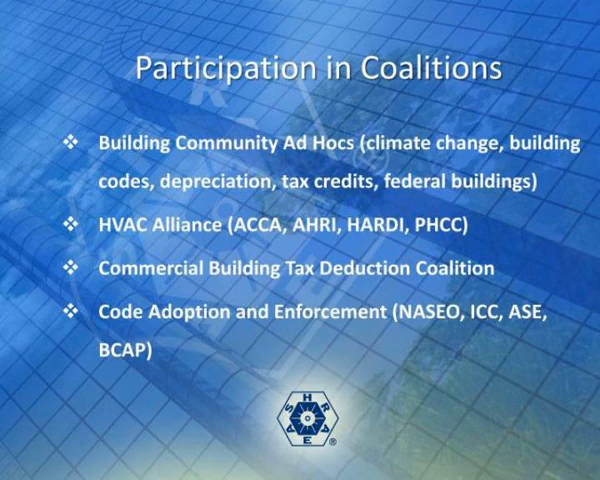 Participation in Coalitions
❖ Building Community Ad Hocs (climate change, building
codes, depreciation, tax credits, federal buildings)
❖ HVAC Alliance (ACCA, AHRI, HARDI, PHCC)
❖ Commercial Building Tax Deduction Coalition
❖ Code Adoption and Enforcement (NASEO, ICC, ASE,
BCAP)
ASHRAE®